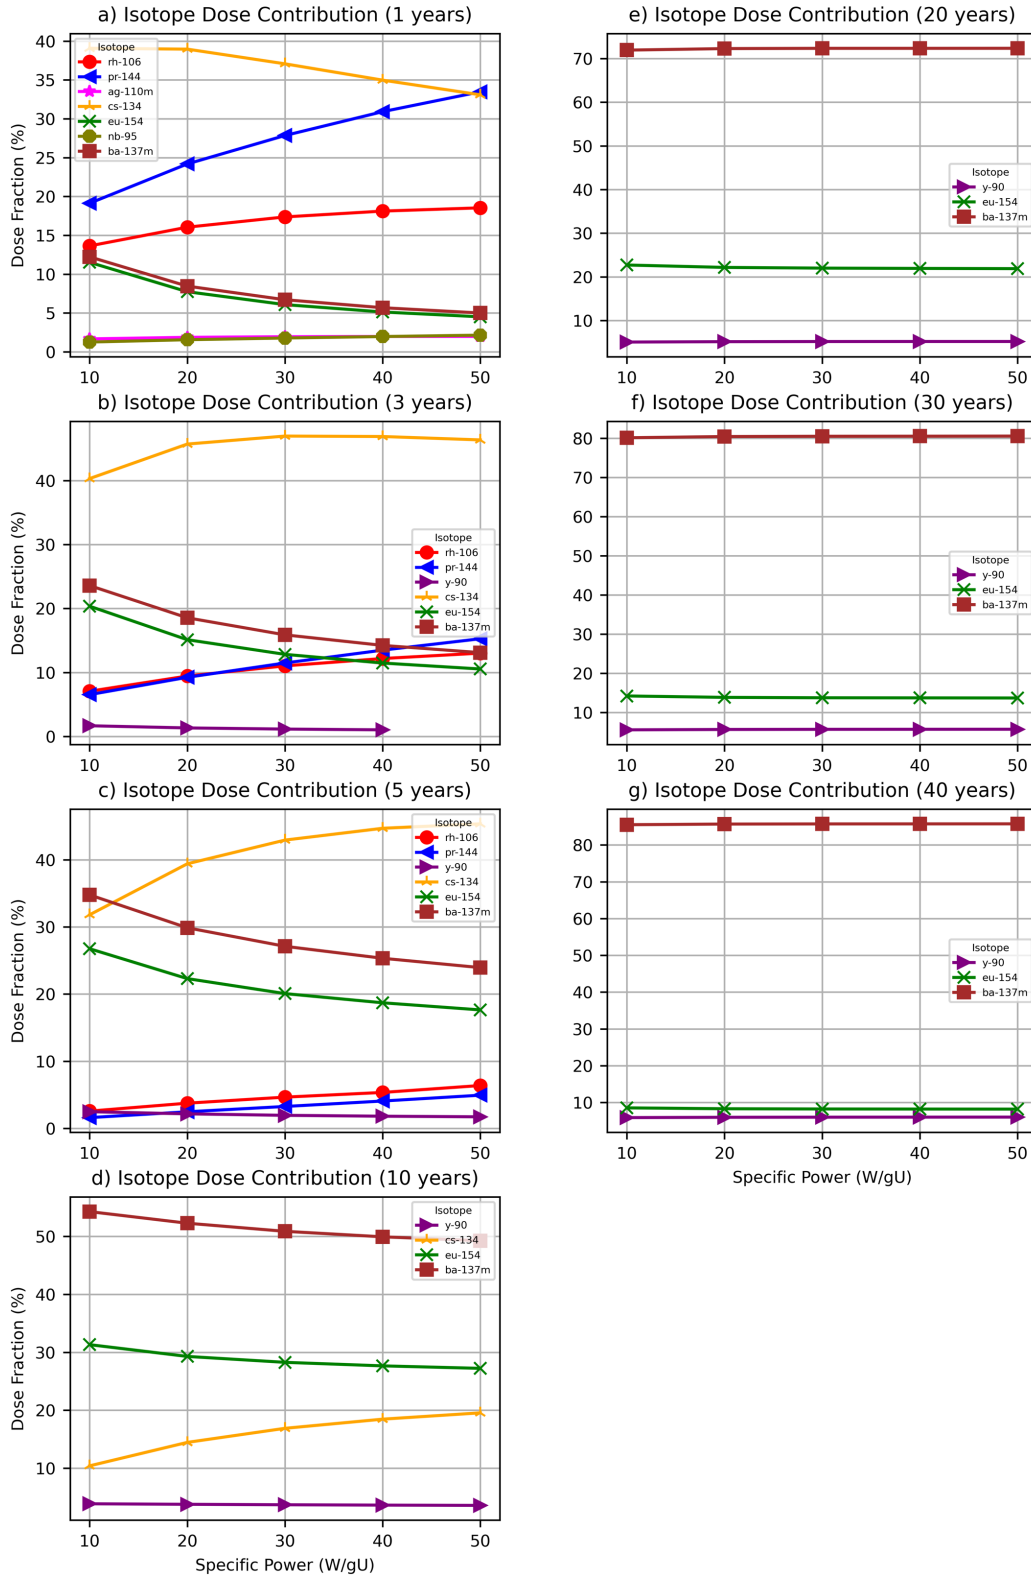 a) Isotope Dose Contribution (1 years)
40
35
30
25
20
15
10
5
0
Dose Fraction (%)
Isotope
rh-106
pr-144
ag-110m
cs-134
eu-154
nb-95
ba-137m
10 20 30 40 50
b) Isotope Dose Contribution (3 years)
40
30
20
10
0
Dose Fraction (%)
Isotope
rh-106
pr-144
y-90
cs-134
eu-154
ba-137m
10 20 30 40 50
c) Isotope Dose Contribution (5 years)
40
30
20
10
0
Dose Fraction (%)
Isotope
rh-106
pr-144
y-90
cs-134
eu-154
ba-137m
10 20 30 40 50
d) Isotope Dose Contribution (10 years)
50
40
30
20
10
Dose Fraction (%)
Isotope
y-90
cs-134
eu-154
ba-137m
10 20 30 40 50
Specific Power (W/gU)
e) Isotope Dose Contribution (20 years)
70
60
50
40
30
20
10
Isotope
y-90
eu-154
ba-137m
10 20 30 40 50
f) Isotope Dose Contribution (30 years)
80
70
60
50
40
30
20
10
Isotope
y-90
eu-154
ba-137m
10 20 30 40 50
g) Isotope Dose Contribution (40 years)
80
70
60
50
40
30
20
10
Isotope
y-90
eu-154
ba-137m
10 20 30 40 50
Specific Power (W/gU)